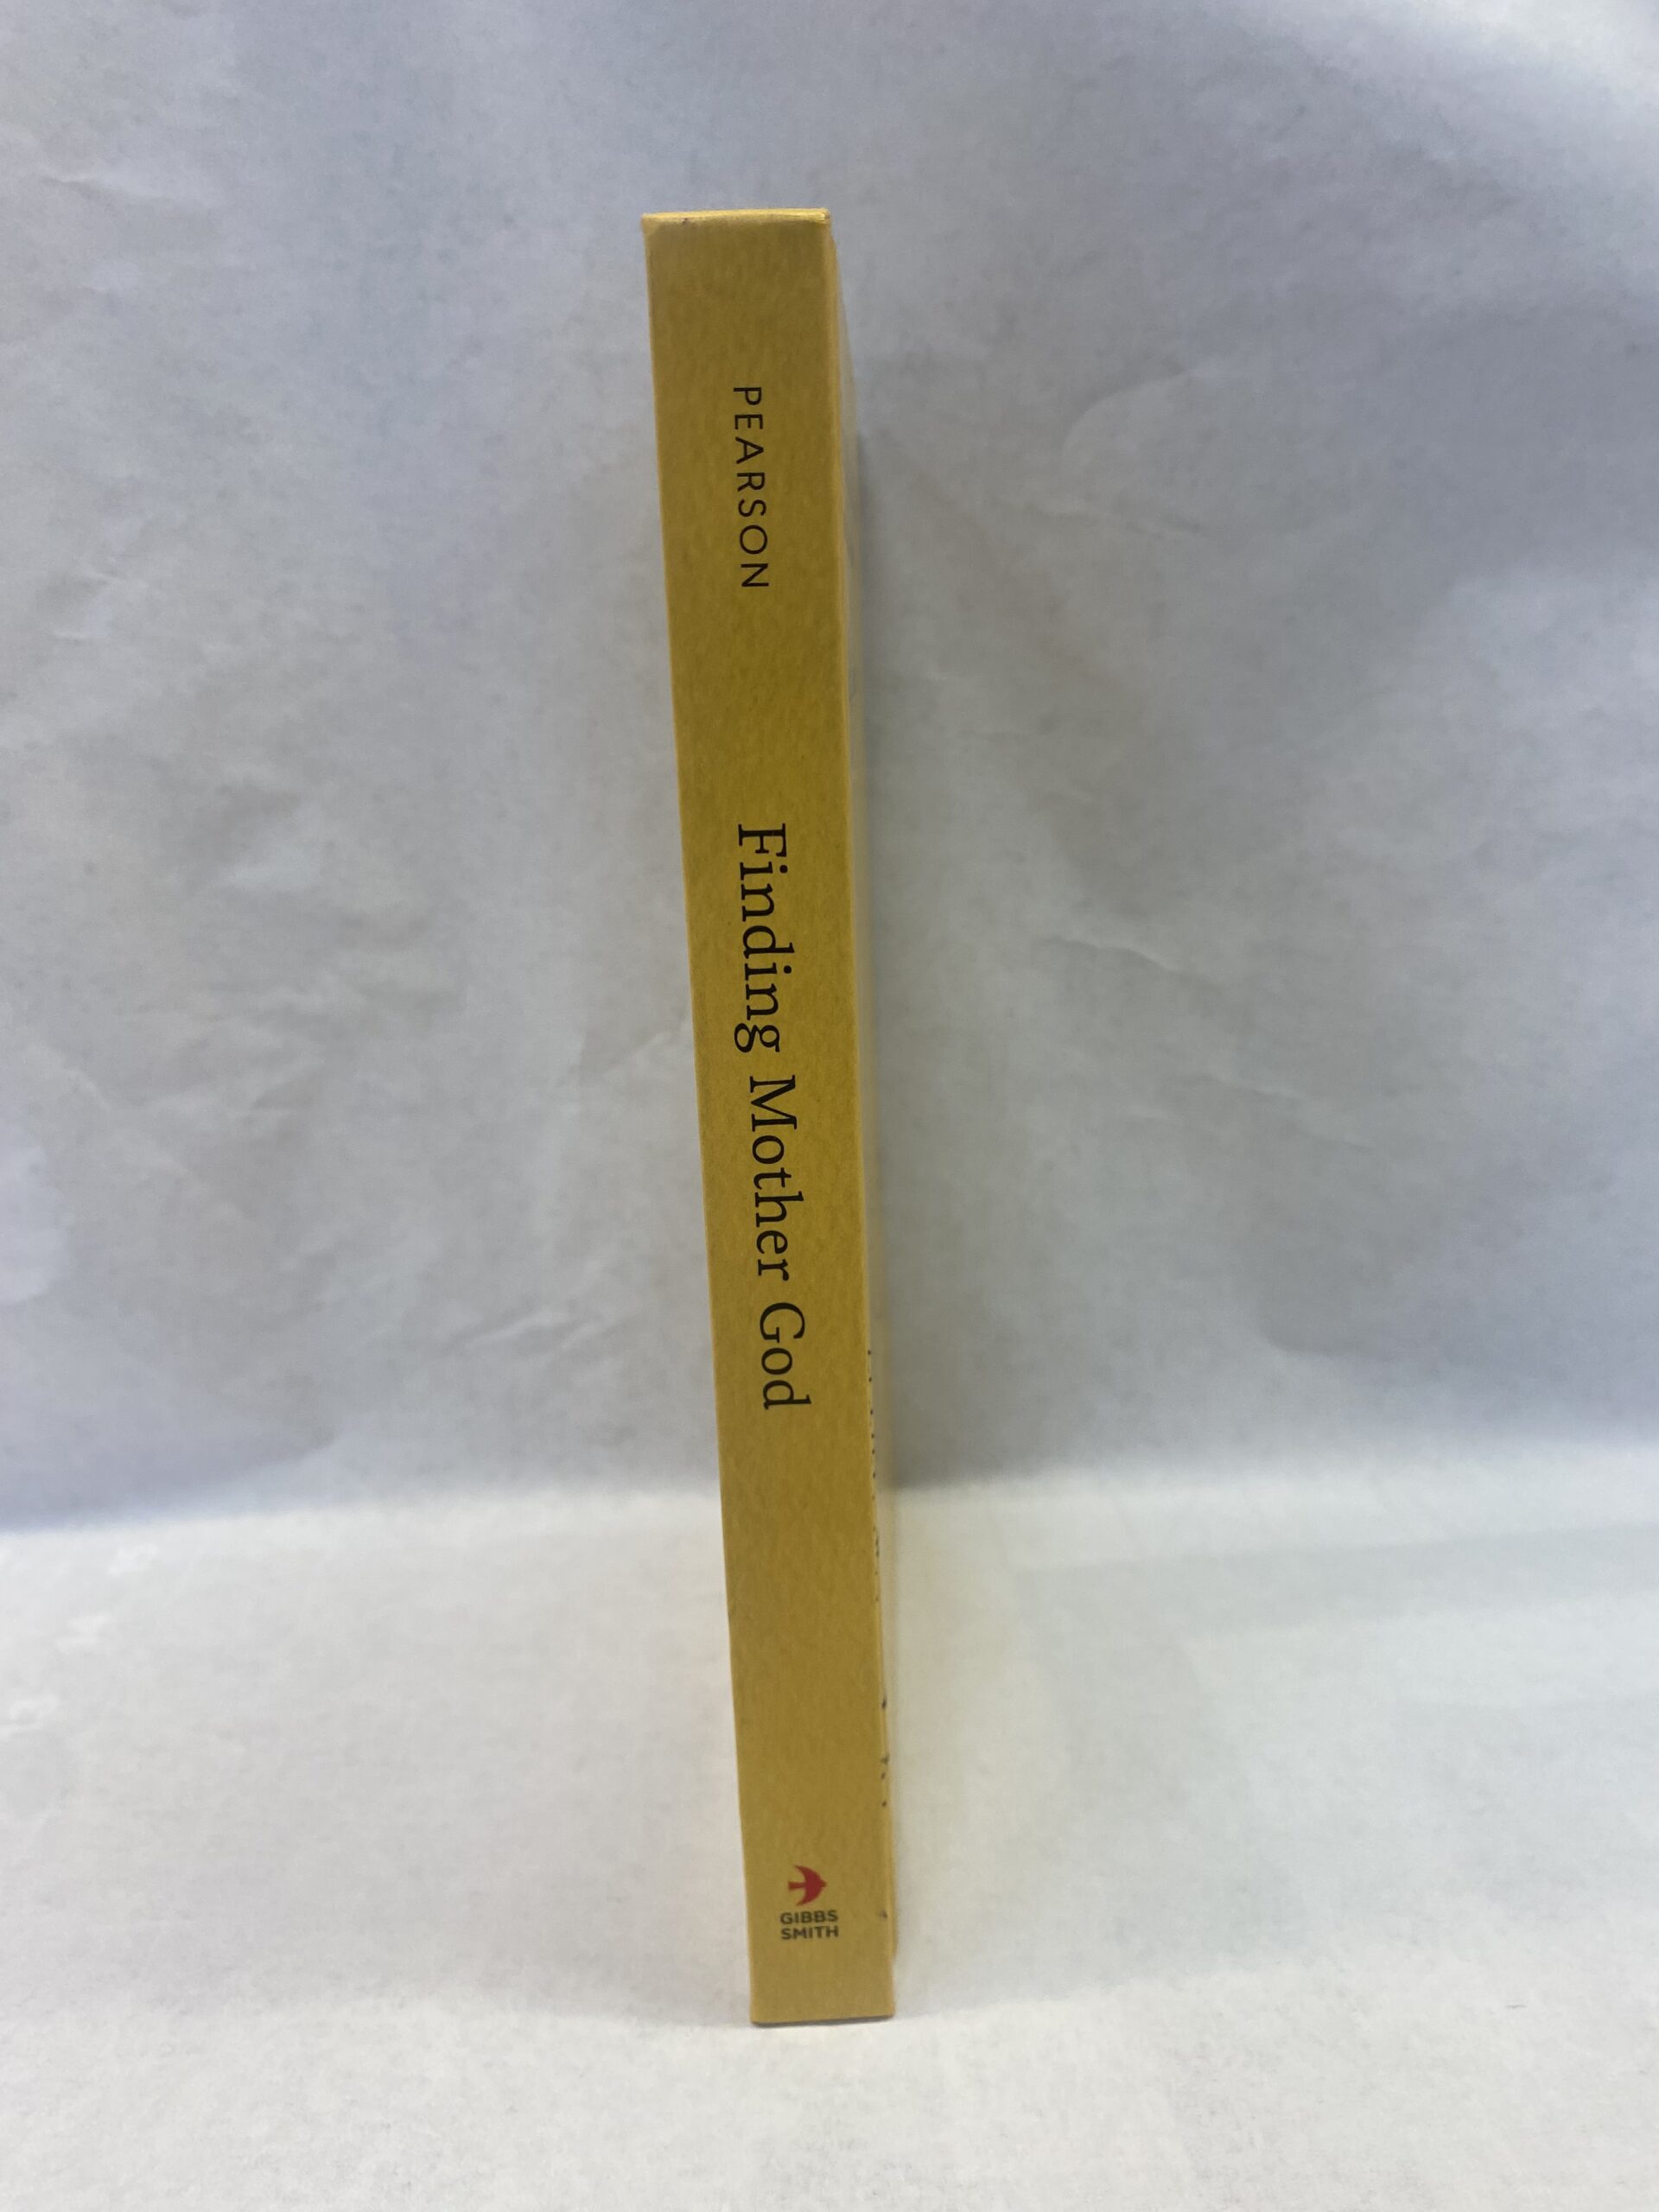 PEARSON
Finding Mother God
GIBBS
SMITH